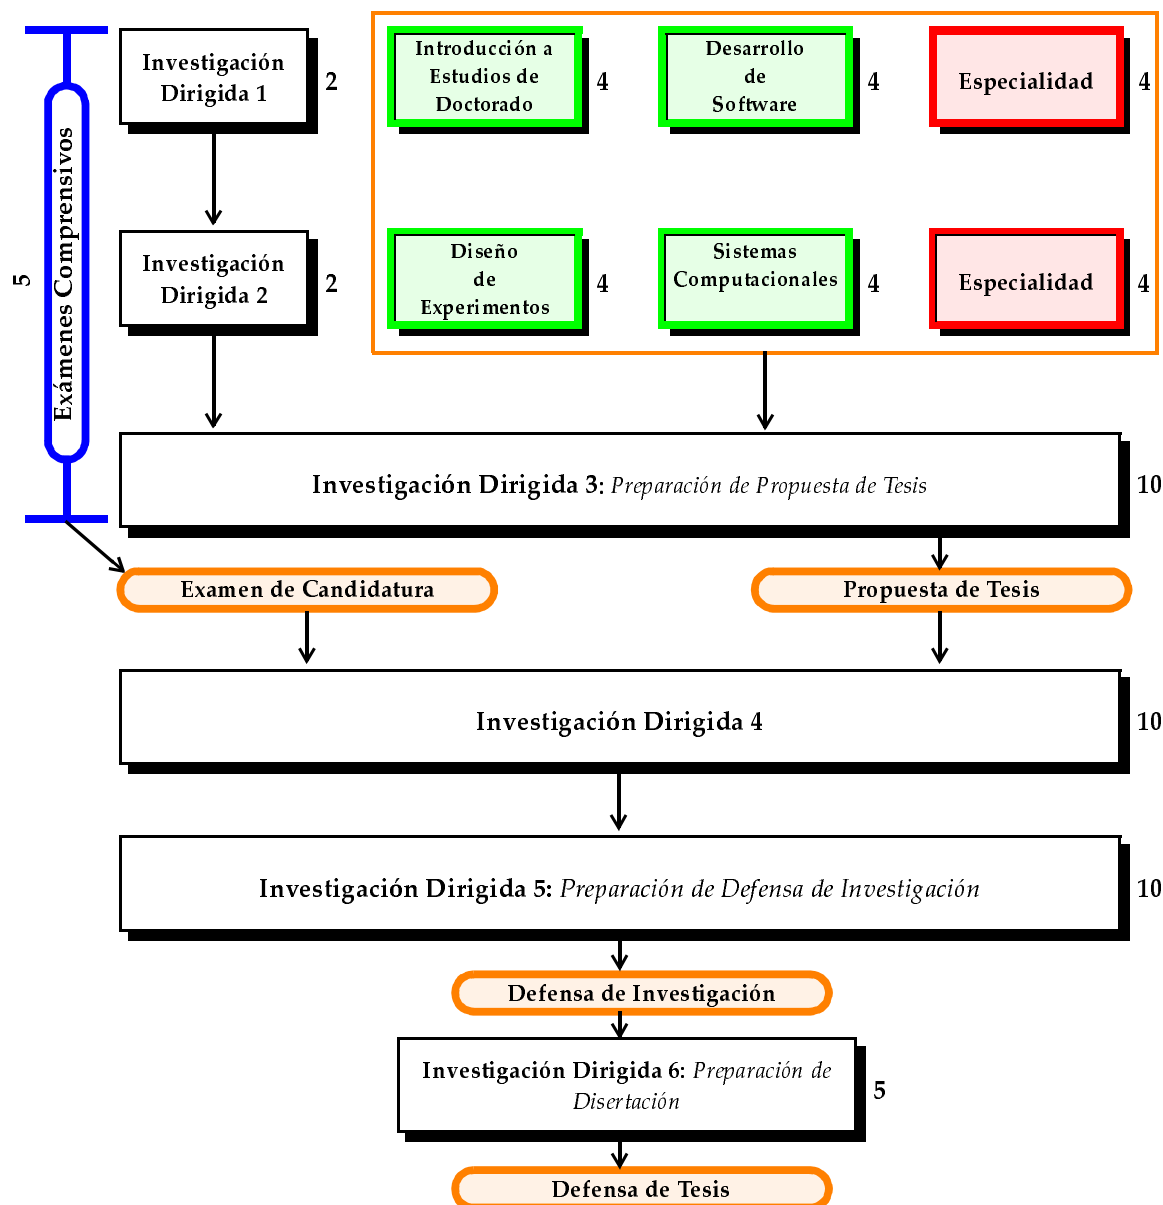 Exámenes Comprensivos
5
Investigación
Dirigida 1
2
Introducción a
Estudios de
Doctorado
4
Desarrollo
de
Software
4
Especialidad
4
Investigación
Dirigida 2
2
Diseño
de
Experimentos
4
Sistemas
Computacionales
4
Especialidad
4
Investigación Dirigida 3: Preparación de Propuesta de Tesis
10
Examen de Candidatura
Propuesta de Tesis
Investigación Dirigida 4
10
Investigación Dirigida 5: Preparación de Defensa de Investigación
10
Defensa de Investigación
Investigación Dirigida 6: Preparación de
Disertación
5
Defensa de Tesis